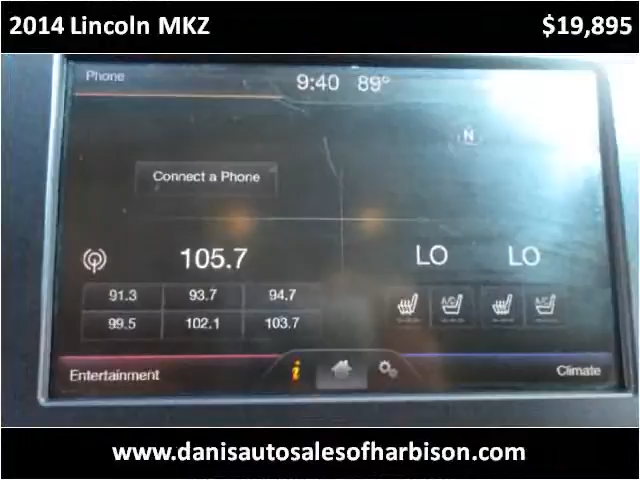 2014 Lincoln MKZ $19,895
Phone 9:40 89°
N
Connect a Phone
105.7 LO LO
91.3 93.7 94.7
99.5 102.1 103.7
Entertainment i Climate
www.danisautosalesofharbison.com